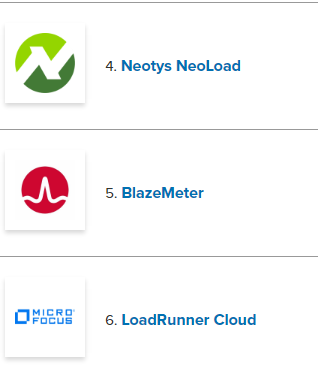 4. Neotys NeoLoad
5. BlazeMeter
MICRO
FOCUS
6. LoadRunner Cloud